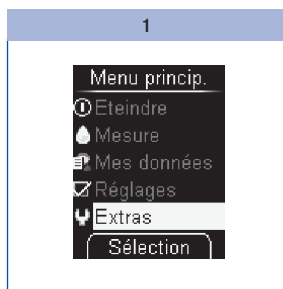 1
Menu princip.
Eteindre
Mesure
Mes données
Réglages
Extras
Sélection